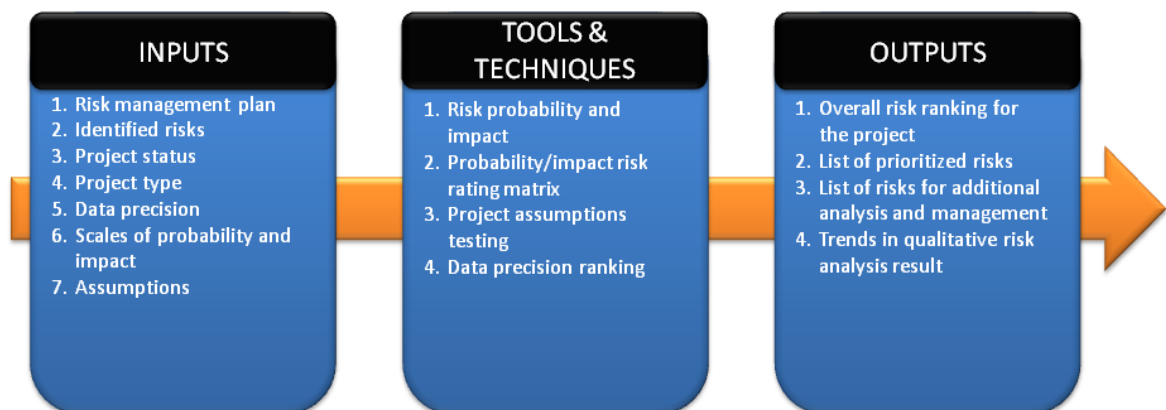 INPUTS
1. Risk management plan
2. Identified risks
3. Project status
4. Project type
5. Data precision
6. Scales of probability and
impact
7. Assumptions
TOOLS &
TECHNIQUES
1. Risk probability and
impact
2. Probability/impact risk
rating matrix
3. Project assumptions
testing
4. Data precision ranking
OUTPUTS
1. Overall risk ranking for
the project
2. List of prioritized risks
3. List of risks for additional
analysis and management
4. Trends in qualitative risk
analysis result